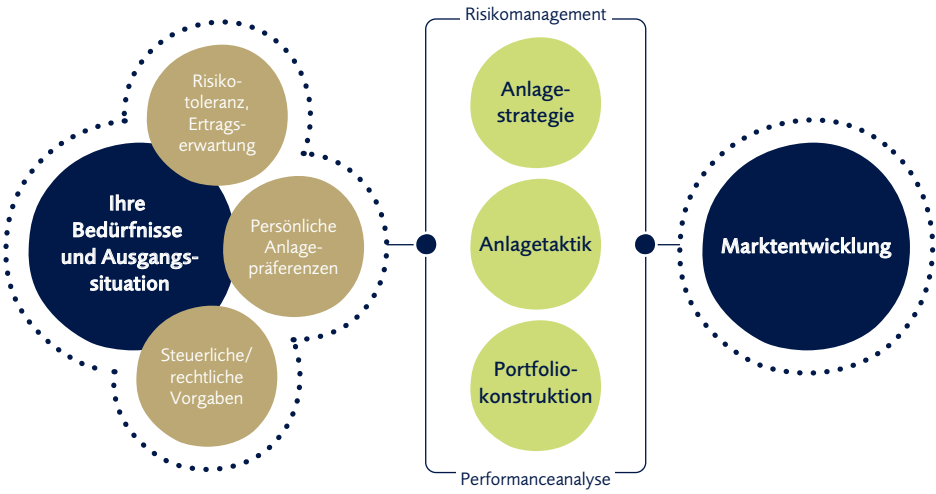 Risiko-
toleranz,
Ertrags-
erwartung
Ihre
Bedürfnisse
und Ausgangs-
situation
Persönliche
Anlage-
präferenzen
Steuerliche/
rechtliche
Vorgaben
Risikomanagement
Anlage-
strategie
Anlagetaktik
Portfolio-
konstruktion
Performanceanalyse
Marktentwicklung